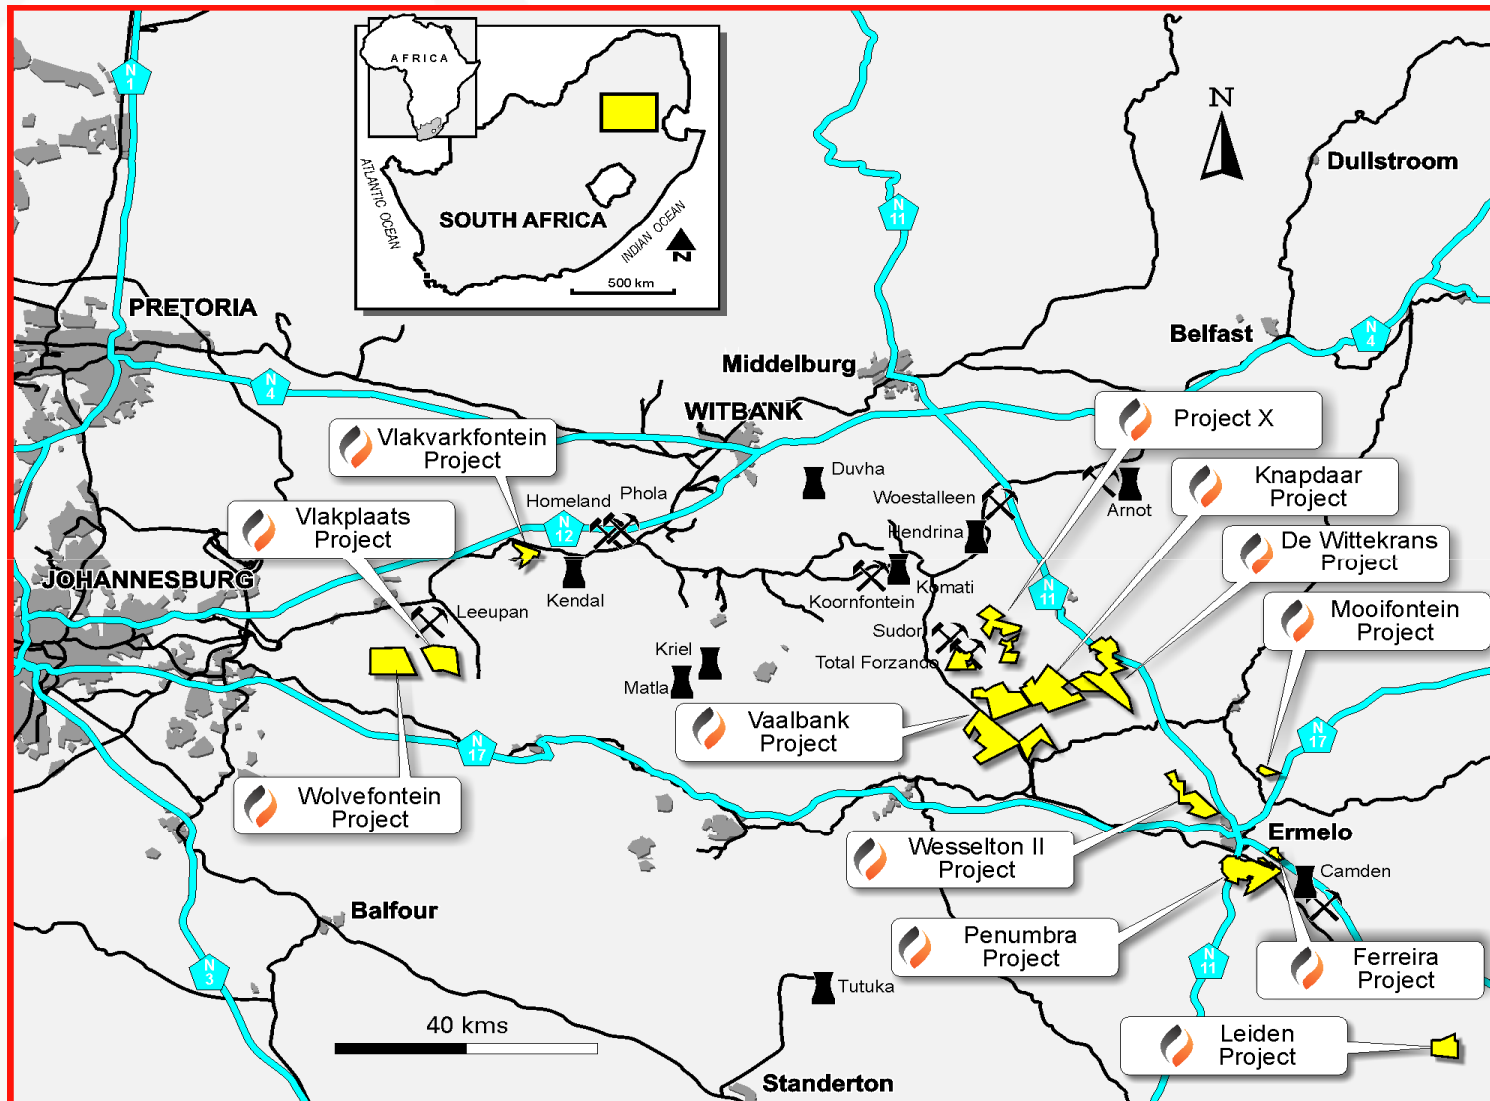 AFRICA
ATLANTIC OCEAN
SOUTH AFRICA
INDIAN OCEAN
N
500 km
N
N
1
N
11
Dullstroom
PRETORIA
Belfast
N
4
Middelburg
N
4
WITBANK
Project X
Vlakvarkfontein
Project
Duvha
Knapdaar
Project
Homeland
Phola
Woestalleen
Arnot
Vlakplaats
Project
N
12
Hendrina
De Wittekrans
Project
JOHANNESBURG
Kendal
Koornfontein
Komati
N
11
Leeupan
Sudor
Mooifontein
Project
Kriel
Total Forzando
Matla
Vaalbank
Project
N
17
N
17
Wolvefontein
Project
Ermelo
Wesselton II
Project
Camden
Balfour
Penumbra
Project
Ferreira
Project
N
3
N
11
Tutuka
40 kms
Leiden
Project
Standerton